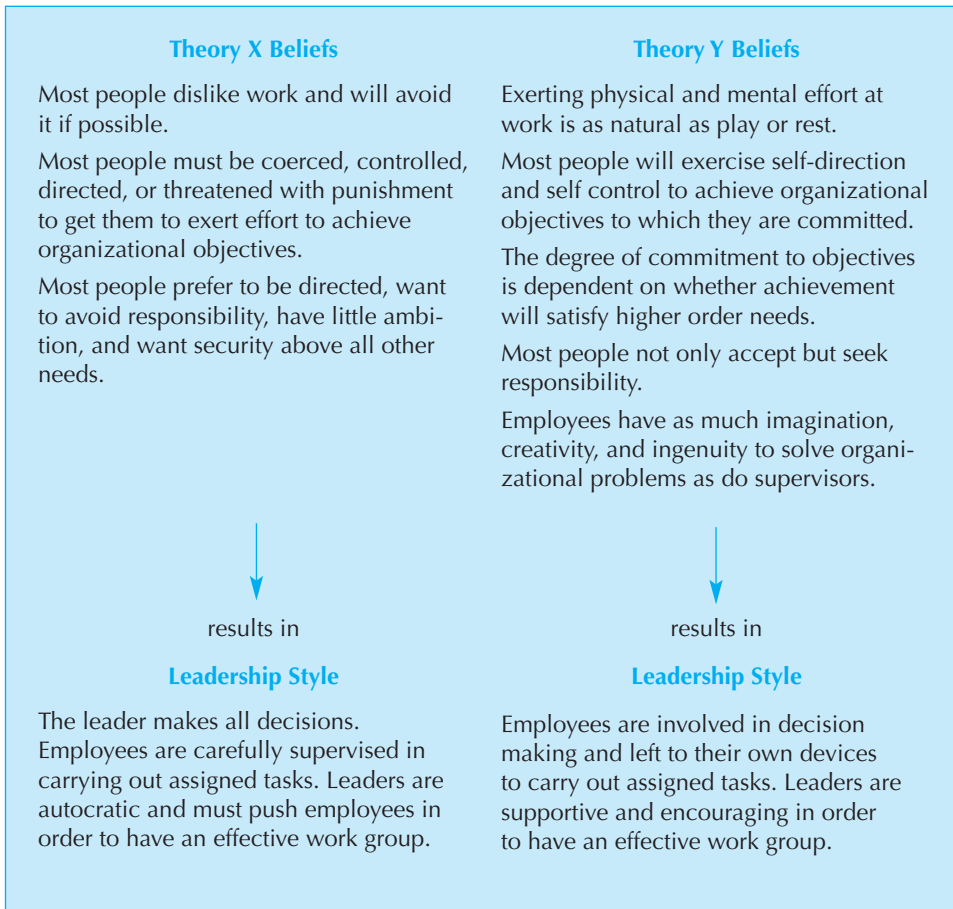 Theory X Beliefs
Most people dislike work and will avoid
it if possible.
Most people must be coerced, controlled,
directed, or threatened with punishment
to get them to exert effort to achieve
organizational objectives.
Most people prefer to be directed, want
to avoid responsibility, have little ambi-
tion, and want security above all other
needs.
results in
Leadership Style
The leader makes all decisions.
Employees are carefully supervised in
carrying out assigned tasks. Leaders are
autocratic and must push employees in
order to have an effective work group.
Theory Y Beliefs
Exerting physical and mental effort at
work is as natural as play or rest.
Most people will exercise self-direction
and self control to achieve organizational
objectives to which they are committed.
The degree of commitment to objectives
is dependent on whether achievement
will satisfy higher order needs.
Most people not only accept but seek
responsibility.
Employees have as much imagination,
creativity, and ingenuity to solve organi-
zational problems as do supervisors.
results in
Leadership Style
Employees are involved in decision
making and left to their own devices
to carry out assigned tasks. Leaders are
supportive and encouraging in order
to have an effective work group.